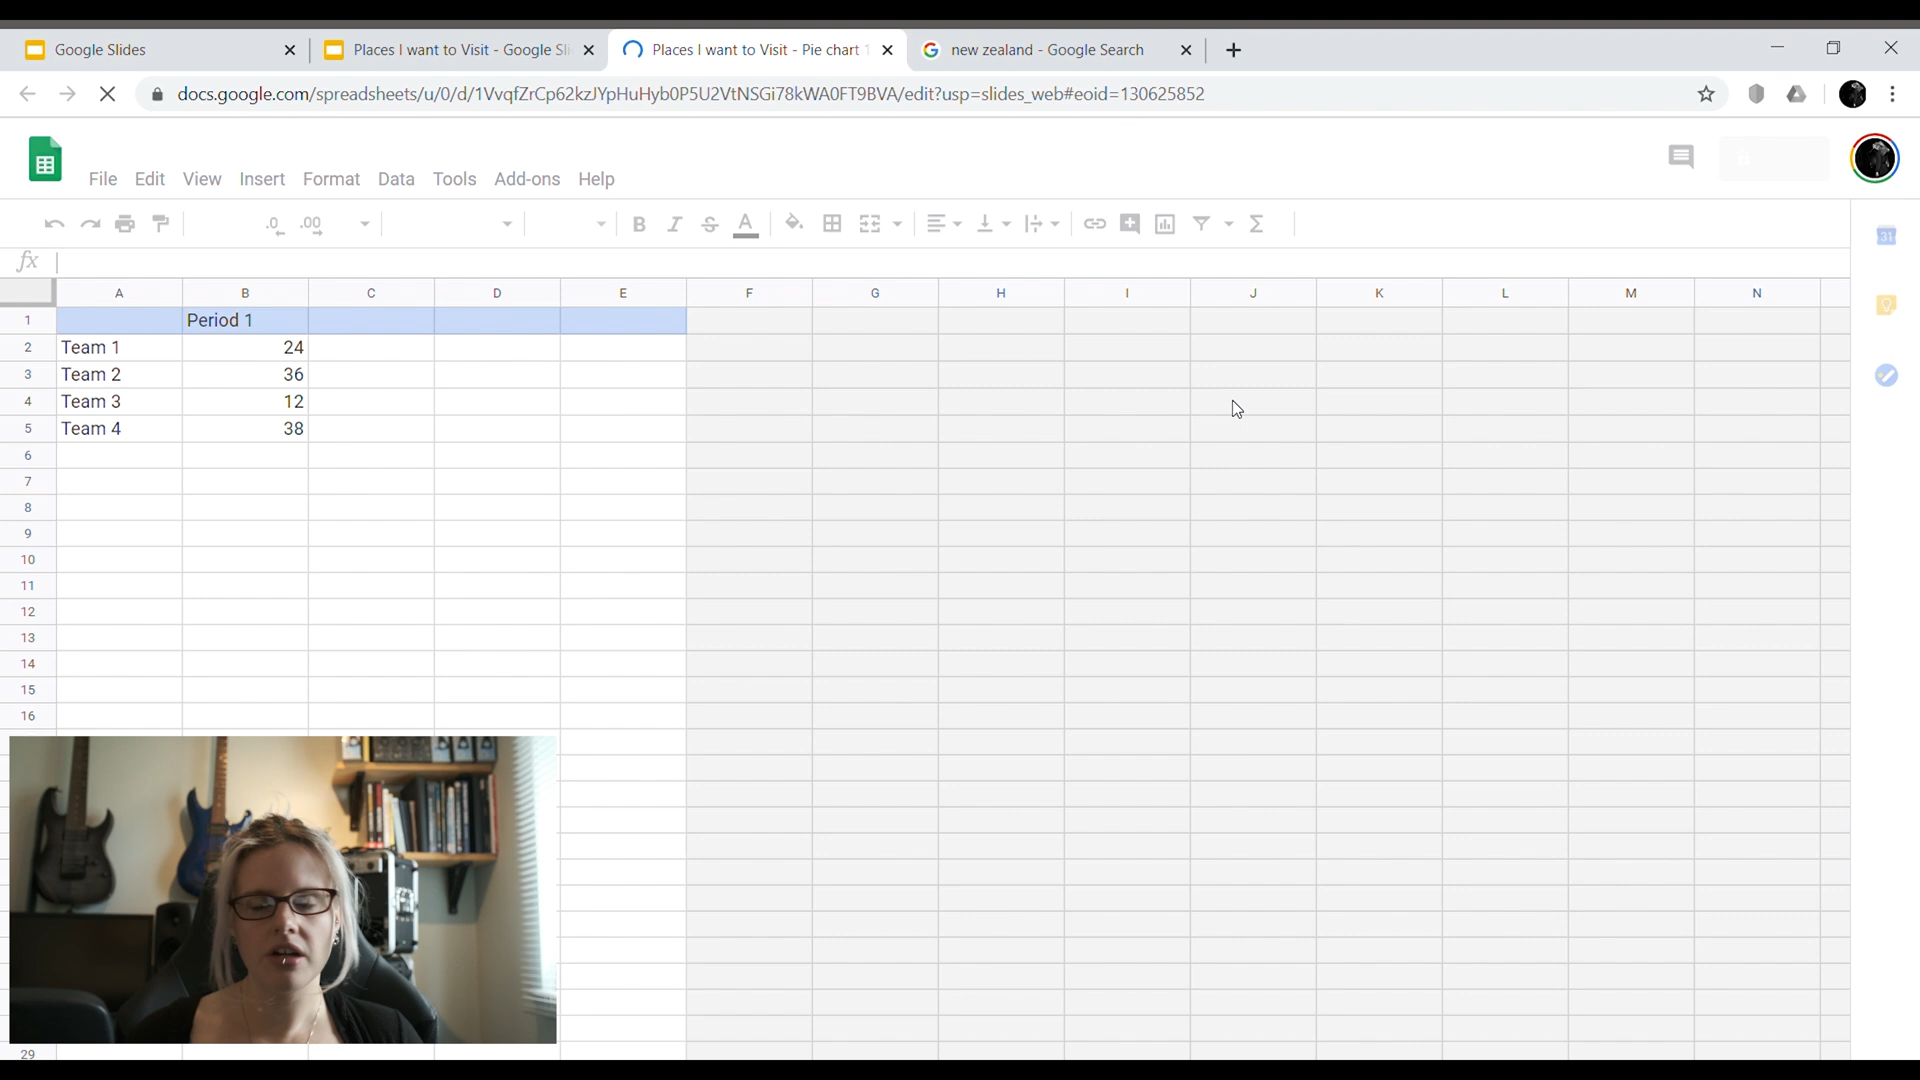 Google Slides
Places I want to Visit - Google Sli
Places I want to Visit - Pie chart 1
new zealand - Google Search
docs.google.com/spreadsheets/u/0/d/1VvqfZrCp62kzJYpHuHyb0P5U2VtNSGi78kWA0FT9BVA/edit?usp=slides_web#eoid=130625852
File Edit View Insert Format Data Tools Add-ons Help
.0 .00 B I S A Σ
31
fx
A B C D E F G H I J K L M N
1 Period 1
2 Team 1 24
3 Team 2 36
4 Team 3 12
5 Team 4 38
6
7
8
9
10
11
12
13
14
15
16
29